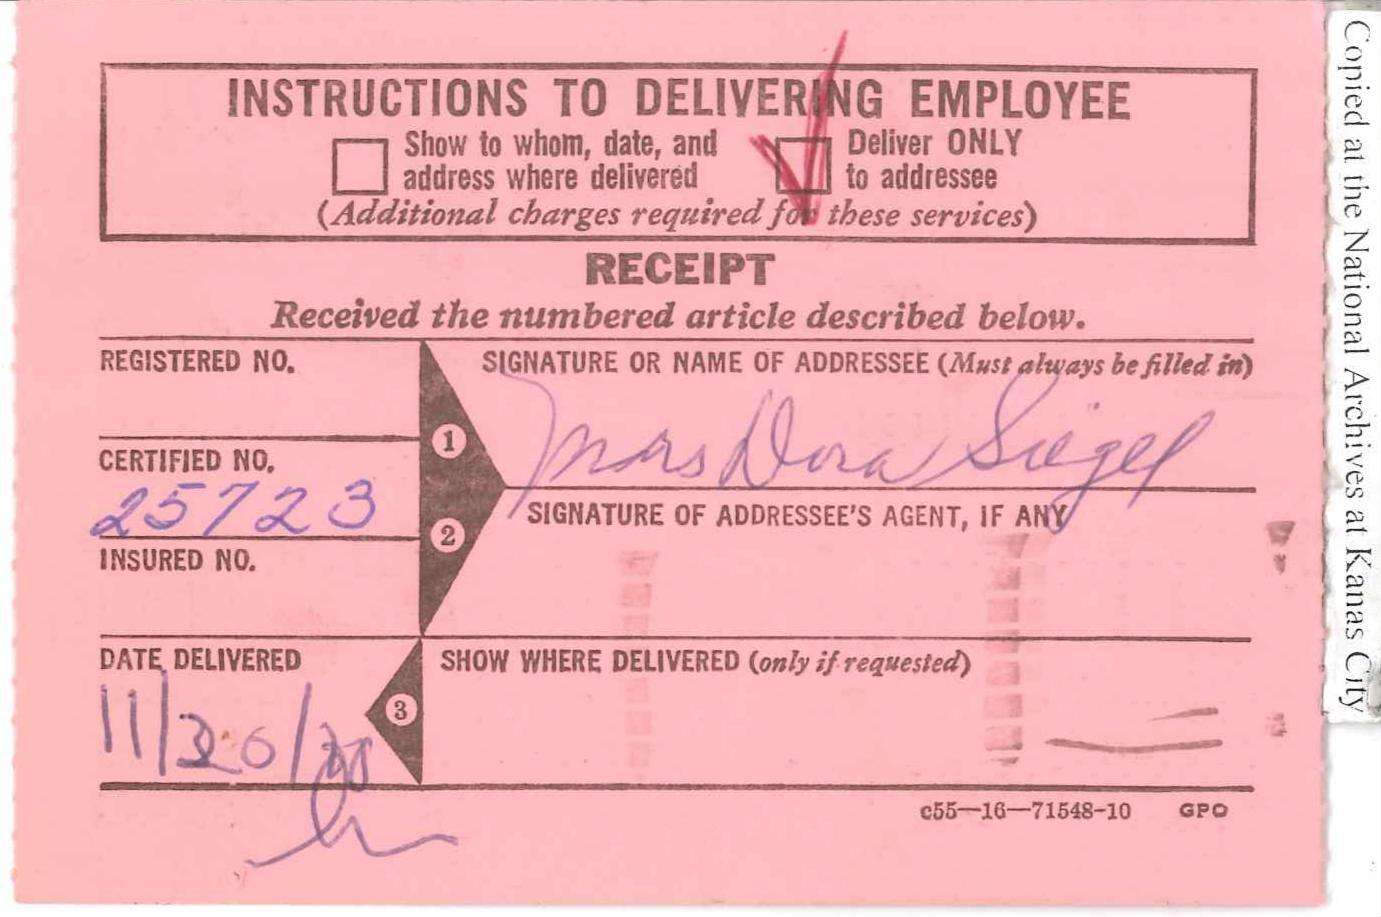 INSTRUCTIONS TO DELIVERING EMPLOYEE
Show to whom, date, and address where delivered
Deliver ONLY to addressee
(Additional charges required for these services)
RECEIPT
Received the numbered article described below.
REGISTERED NO.
CERTIFIED NO.
25723
INSURED NO.
DATE DELIVERED
1
SIGNATURE OR NAME OF ADDRESSEE (Must always be filled in)
Mrs Dora Siegel
2
SIGNATURE OF ADDRESSEE'S AGENT, IF ANY
3
SHOW WHERE DELIVERED (only if requested)
c55—16—71548-10 GPO
Copied at the National Archives at Kanas City